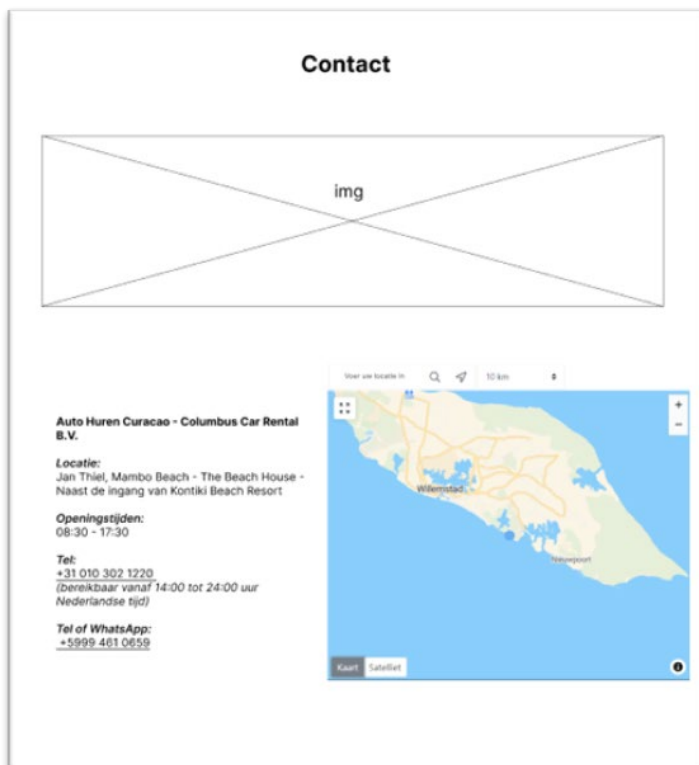 Contact
img
Auto Huren Curacao - Columbus Car Rental
B.V.
Locatie:
Jan Thiel, Mambo Beach - The Beach House -
Naast de ingang van Kontiki Beach Resort
Openingstijden:
08:30 - 17:30
Tel:
+31 010 302 1220
(bereikbaar vanaf 14:00 tot 24:00 uur
Nederlandse tijd)
Tel of WhatsApp:
+5999 461 0659
Voer uw locatie in
10 km
+
-
Willemstad
Nieuwpoort
Kaart Satelliet